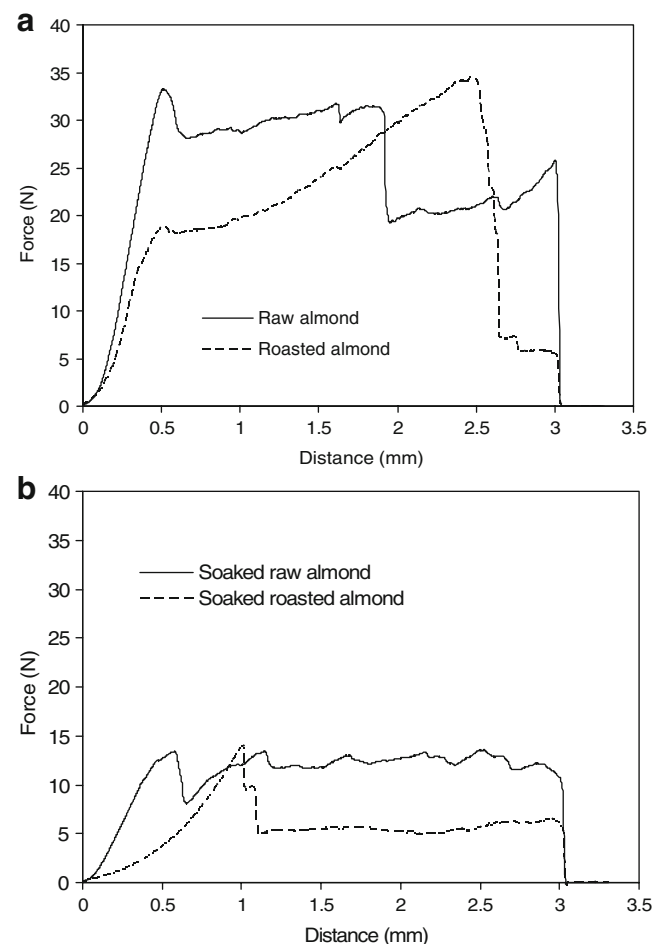 a
40
35
30
25
20
15
10
5
0
Force (N)
Raw almond
Roasted almond
0 0.5 1 1.5 2 2.5 3 3.5
Distance (mm)
b
40
35
30
25
20
15
10
5
0
Force (N)
Soaked raw almond
Soaked roasted almond
0 0.5 1 1.5 2 2.5 3 3.5
Distance (mm)